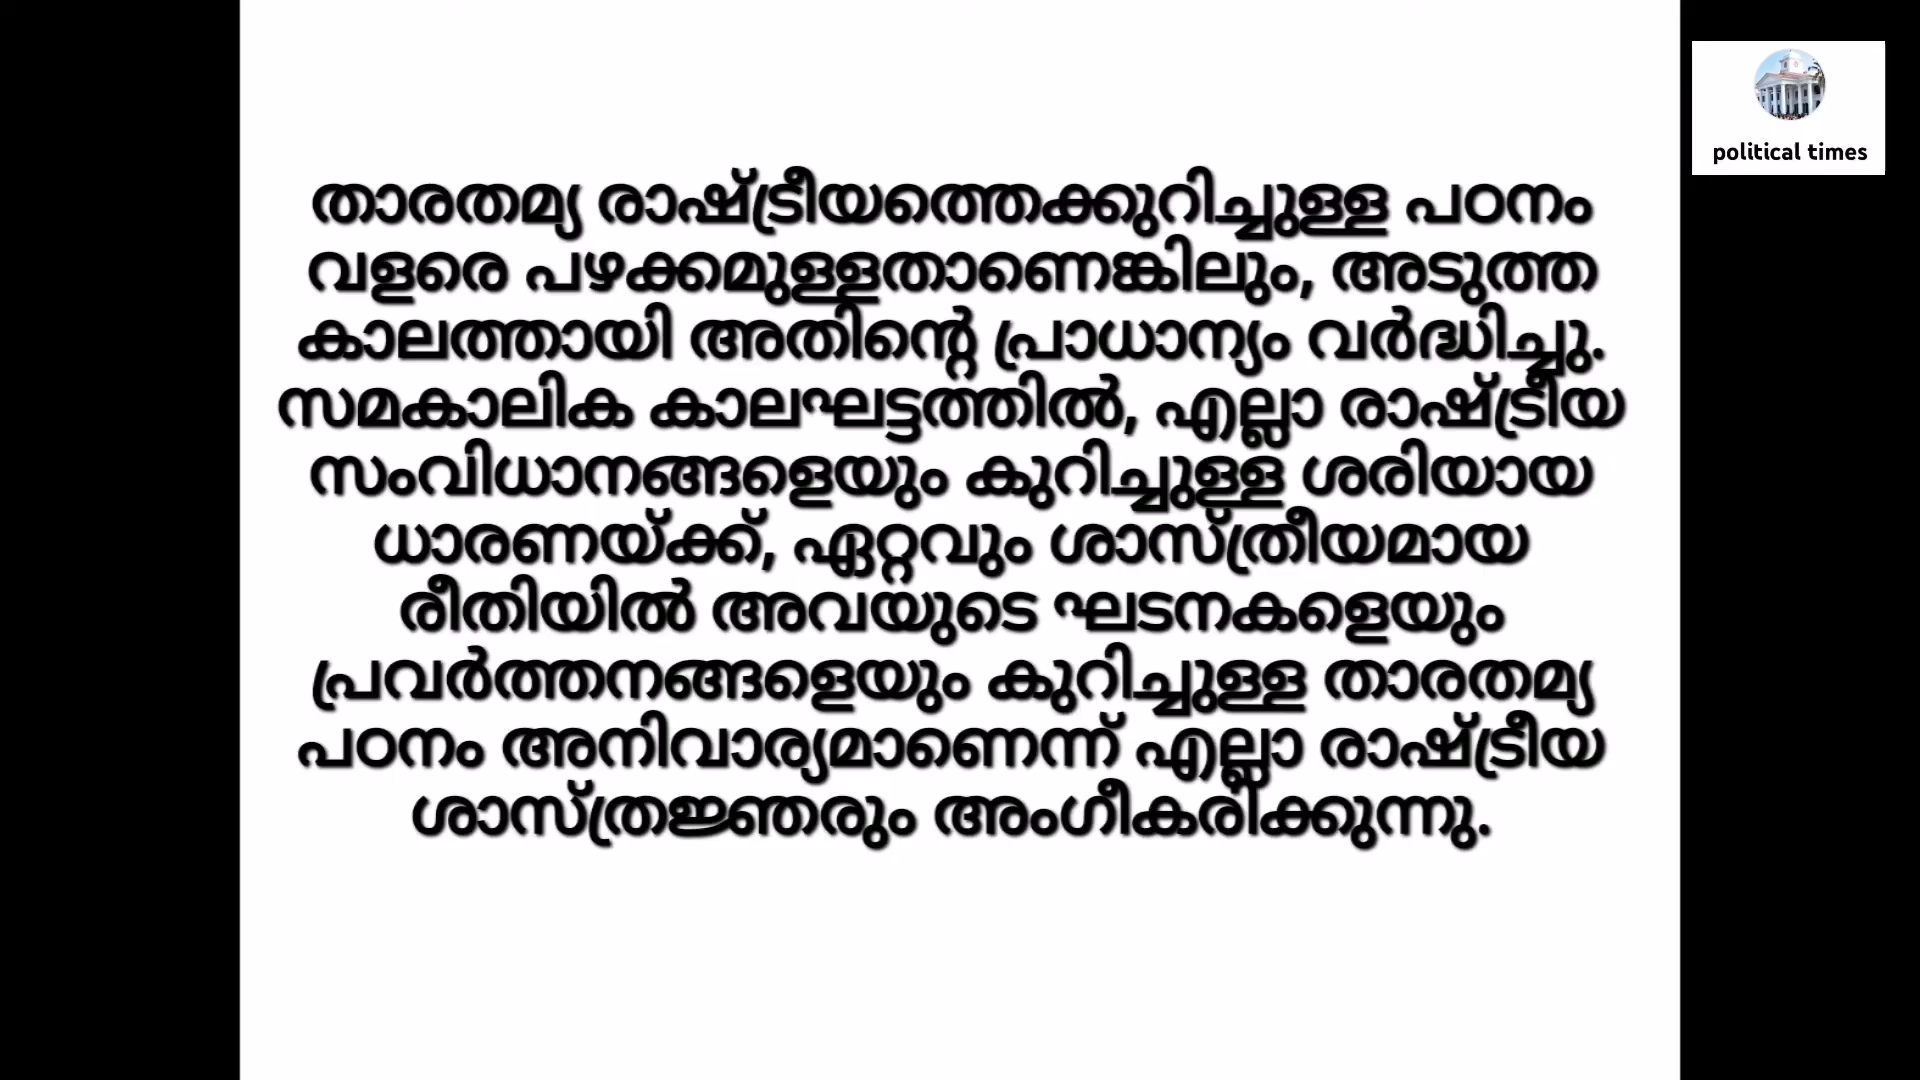 political times
താരതമ്യ രാഷ്ട്രീയത്തെക്കുറിച്ചുള്ള പഠനം
വളരെ പഴക്കമുള്ളതാണെങ്കിലും, അടുത്ത
കാലത്തായി അതിന്റെ പ്രാധാന്യം വർദ്ധിച്ചു.
സമകാലിക കാലഘട്ടത്തിൽ, എല്ലാ രാഷ്ട്രീയ
സംവിധാനങ്ങളെയും കുറിച്ചുള്ള ശരിയായ
ധാരണയ്ക്ക്, ഏറ്റവും ശാസ്ത്രീയമായ
രീതിയിൽ അവയുടെ ഘടനകളെയും
പ്രവർത്തനങ്ങളെയും കുറിച്ചുള്ള താരതമ്യ
പഠനം അനിവാര്യമാണെന്ന് എല്ലാ രാഷ്ട്രീയ
ശാസ്ത്രജ്ഞരും അംഗീകരിക്കുന്നു.